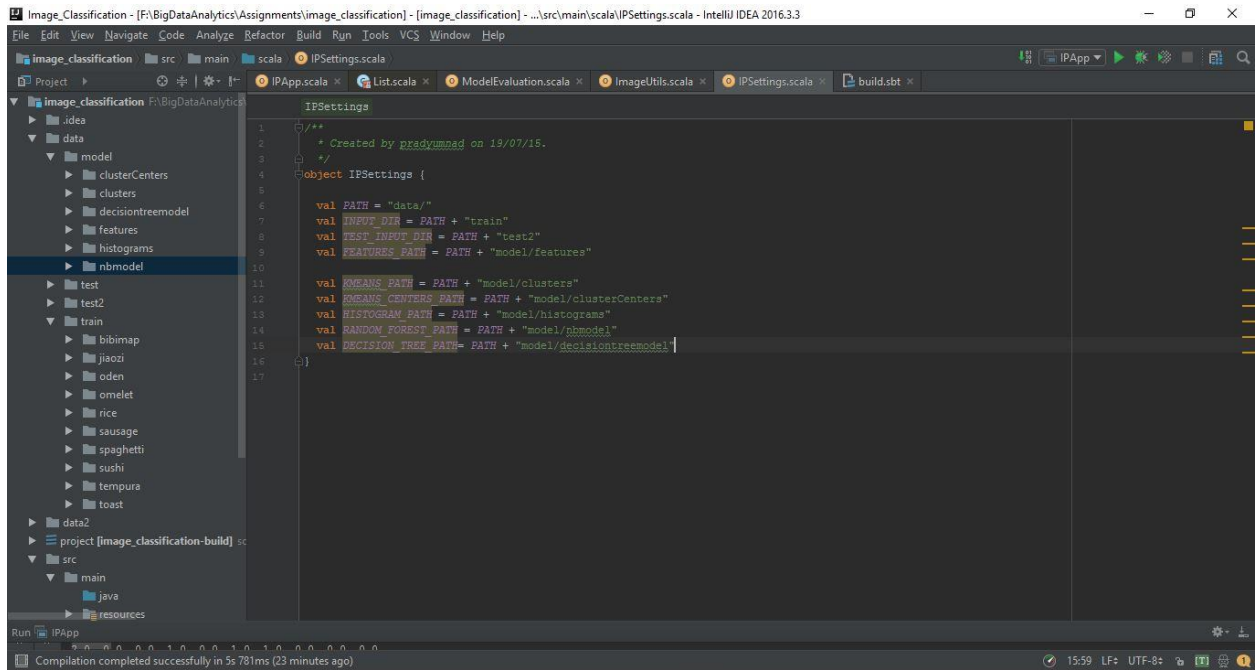 Image_Classification - [F:\BigDataAnalytics\Assignments\image_classification] - [image_classification] - ...\src\main\scala\IPSettings.scala - IntelliJ IDEA 2016.3.3
File Edit View Navigate Code Analyze Refactor Build Run Tools VCS Window Help
image_classification src main scala IPSettings.scala
IPApp
Project
IPApp.scala List.scala ModelEvaluation.scala ImageUtils.scala IPSettings.scala build.sbt
image_classification F:\BigDataAnalytics\
.idea
data
model
clusterCenters
clusters
decisiontreemodel
features
histograms
nbmodel
test
test2
train
bibimap
jiaozi
oden
omelet
rice
sausage
spaghetti
sushi
tempura
toast
data2
project [image_classification-build]
src
main
java
resources
IPSettings
1 /**
2 * Created by pradyumnad on 19/07/15.
3 */
4 object IPSettings {
5
6 val PATH = "data/"
7 val INPUT_DIR = PATH + "train"
8 val TEST_INPUT_DIR = PATH + "test2"
9 val FEATURES_PATH = PATH + "model/features"
10
11 val KMEANS_PATH = PATH + "model/clusters"
12 val KMEANS_CENTERS_PATH = PATH + "model/clusterCenters"
13 val HISTOGRAM_PATH = PATH + "model/histograms"
14 val RANDOM_FOREST_PATH = PATH + "model/nbmodel"
15 val DECISION_TREE_PATH= PATH + "model/decisiontreemodel"
16 }
17
Run IPApp
Compilation completed successfully in 5s 781ms (23 minutes ago)
15:59 LF UTF-8